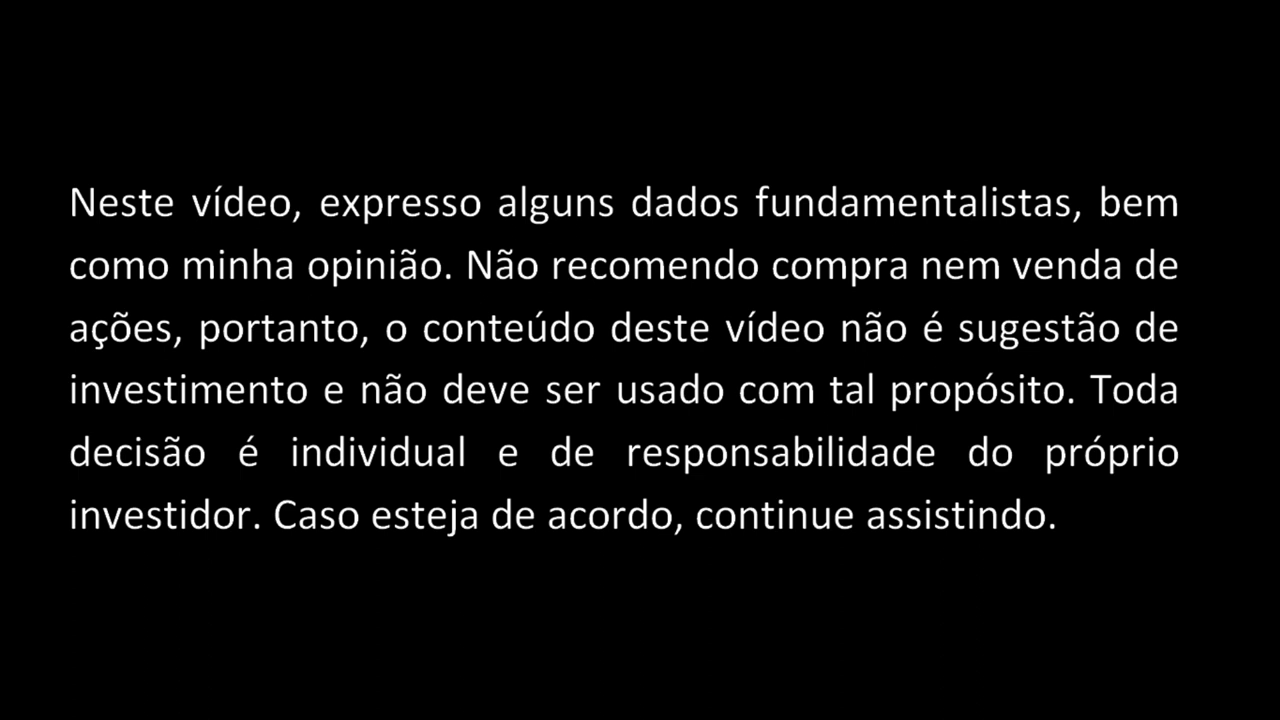 Neste vídeo, expresso alguns dados fundamentalistas, bem
como minha opinião. Não recomendo compra nem venda de
ações, portanto, o conteúdo deste vídeo não é sugestão de
investimento e não deve ser usado com tal propósito. Toda
decisão é individual e de responsabilidade do próprio
investidor. Caso esteja de acordo, continue assistindo.